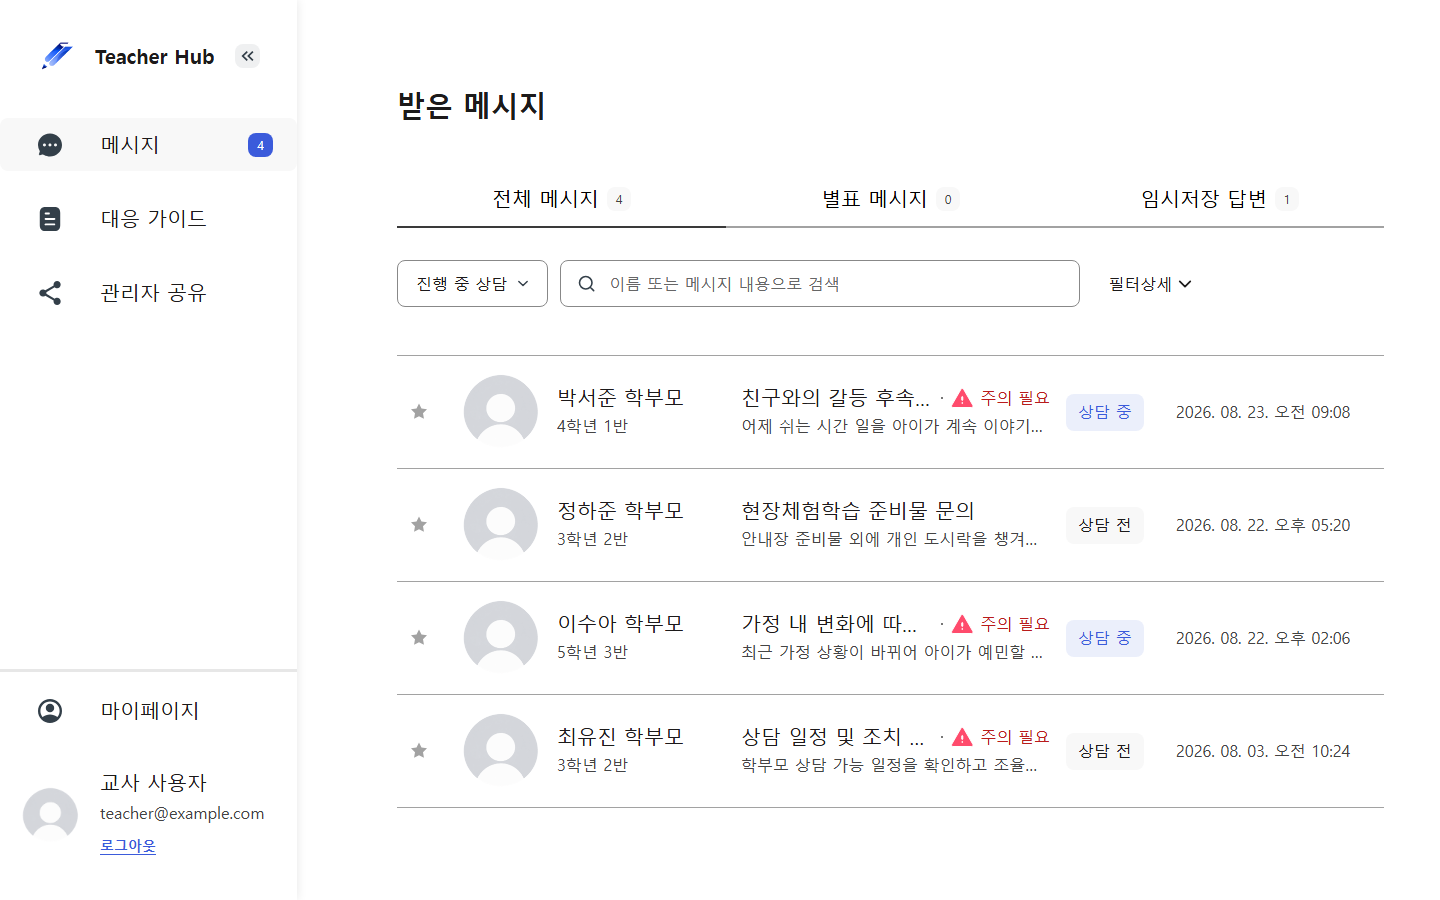 Teacher Hub
메시지 4
대응 가이드
관리자 공유
마이페이지
교사 사용자
teacher@example.com
로그아웃
받은 메시지
전체 메시지 4
별표 메시지 0
임시저장 답변 1
진행 중 상담
이름 또는 메시지 내용으로 검색
필터상세
박서준 학부모
4학년 1반
친구와의 갈등 후속... · 주의 필요
어제 쉬는 시간 일을 아이가 계속 이야기...
상담 중
2026. 08. 23. 오전 09:08
정하준 학부모
3학년 2반
현장체험학습 준비물 문의
안내장 준비물 외에 개인 도시락을 챙겨...
상담 전
2026. 08. 22. 오후 05:20
이수아 학부모
5학년 3반
가정 내 변화에 따... · 주의 필요
최근 가정 상황이 바뀌어 아이가 예민할 ...
상담 중
2026. 08. 22. 오후 02:06
최유진 학부모
3학년 2반
상담 일정 및 조치 ... · 주의 필요
학부모 상담 가능 일정을 확인하고 조율...
상담 전
2026. 08. 03. 오전 10:24